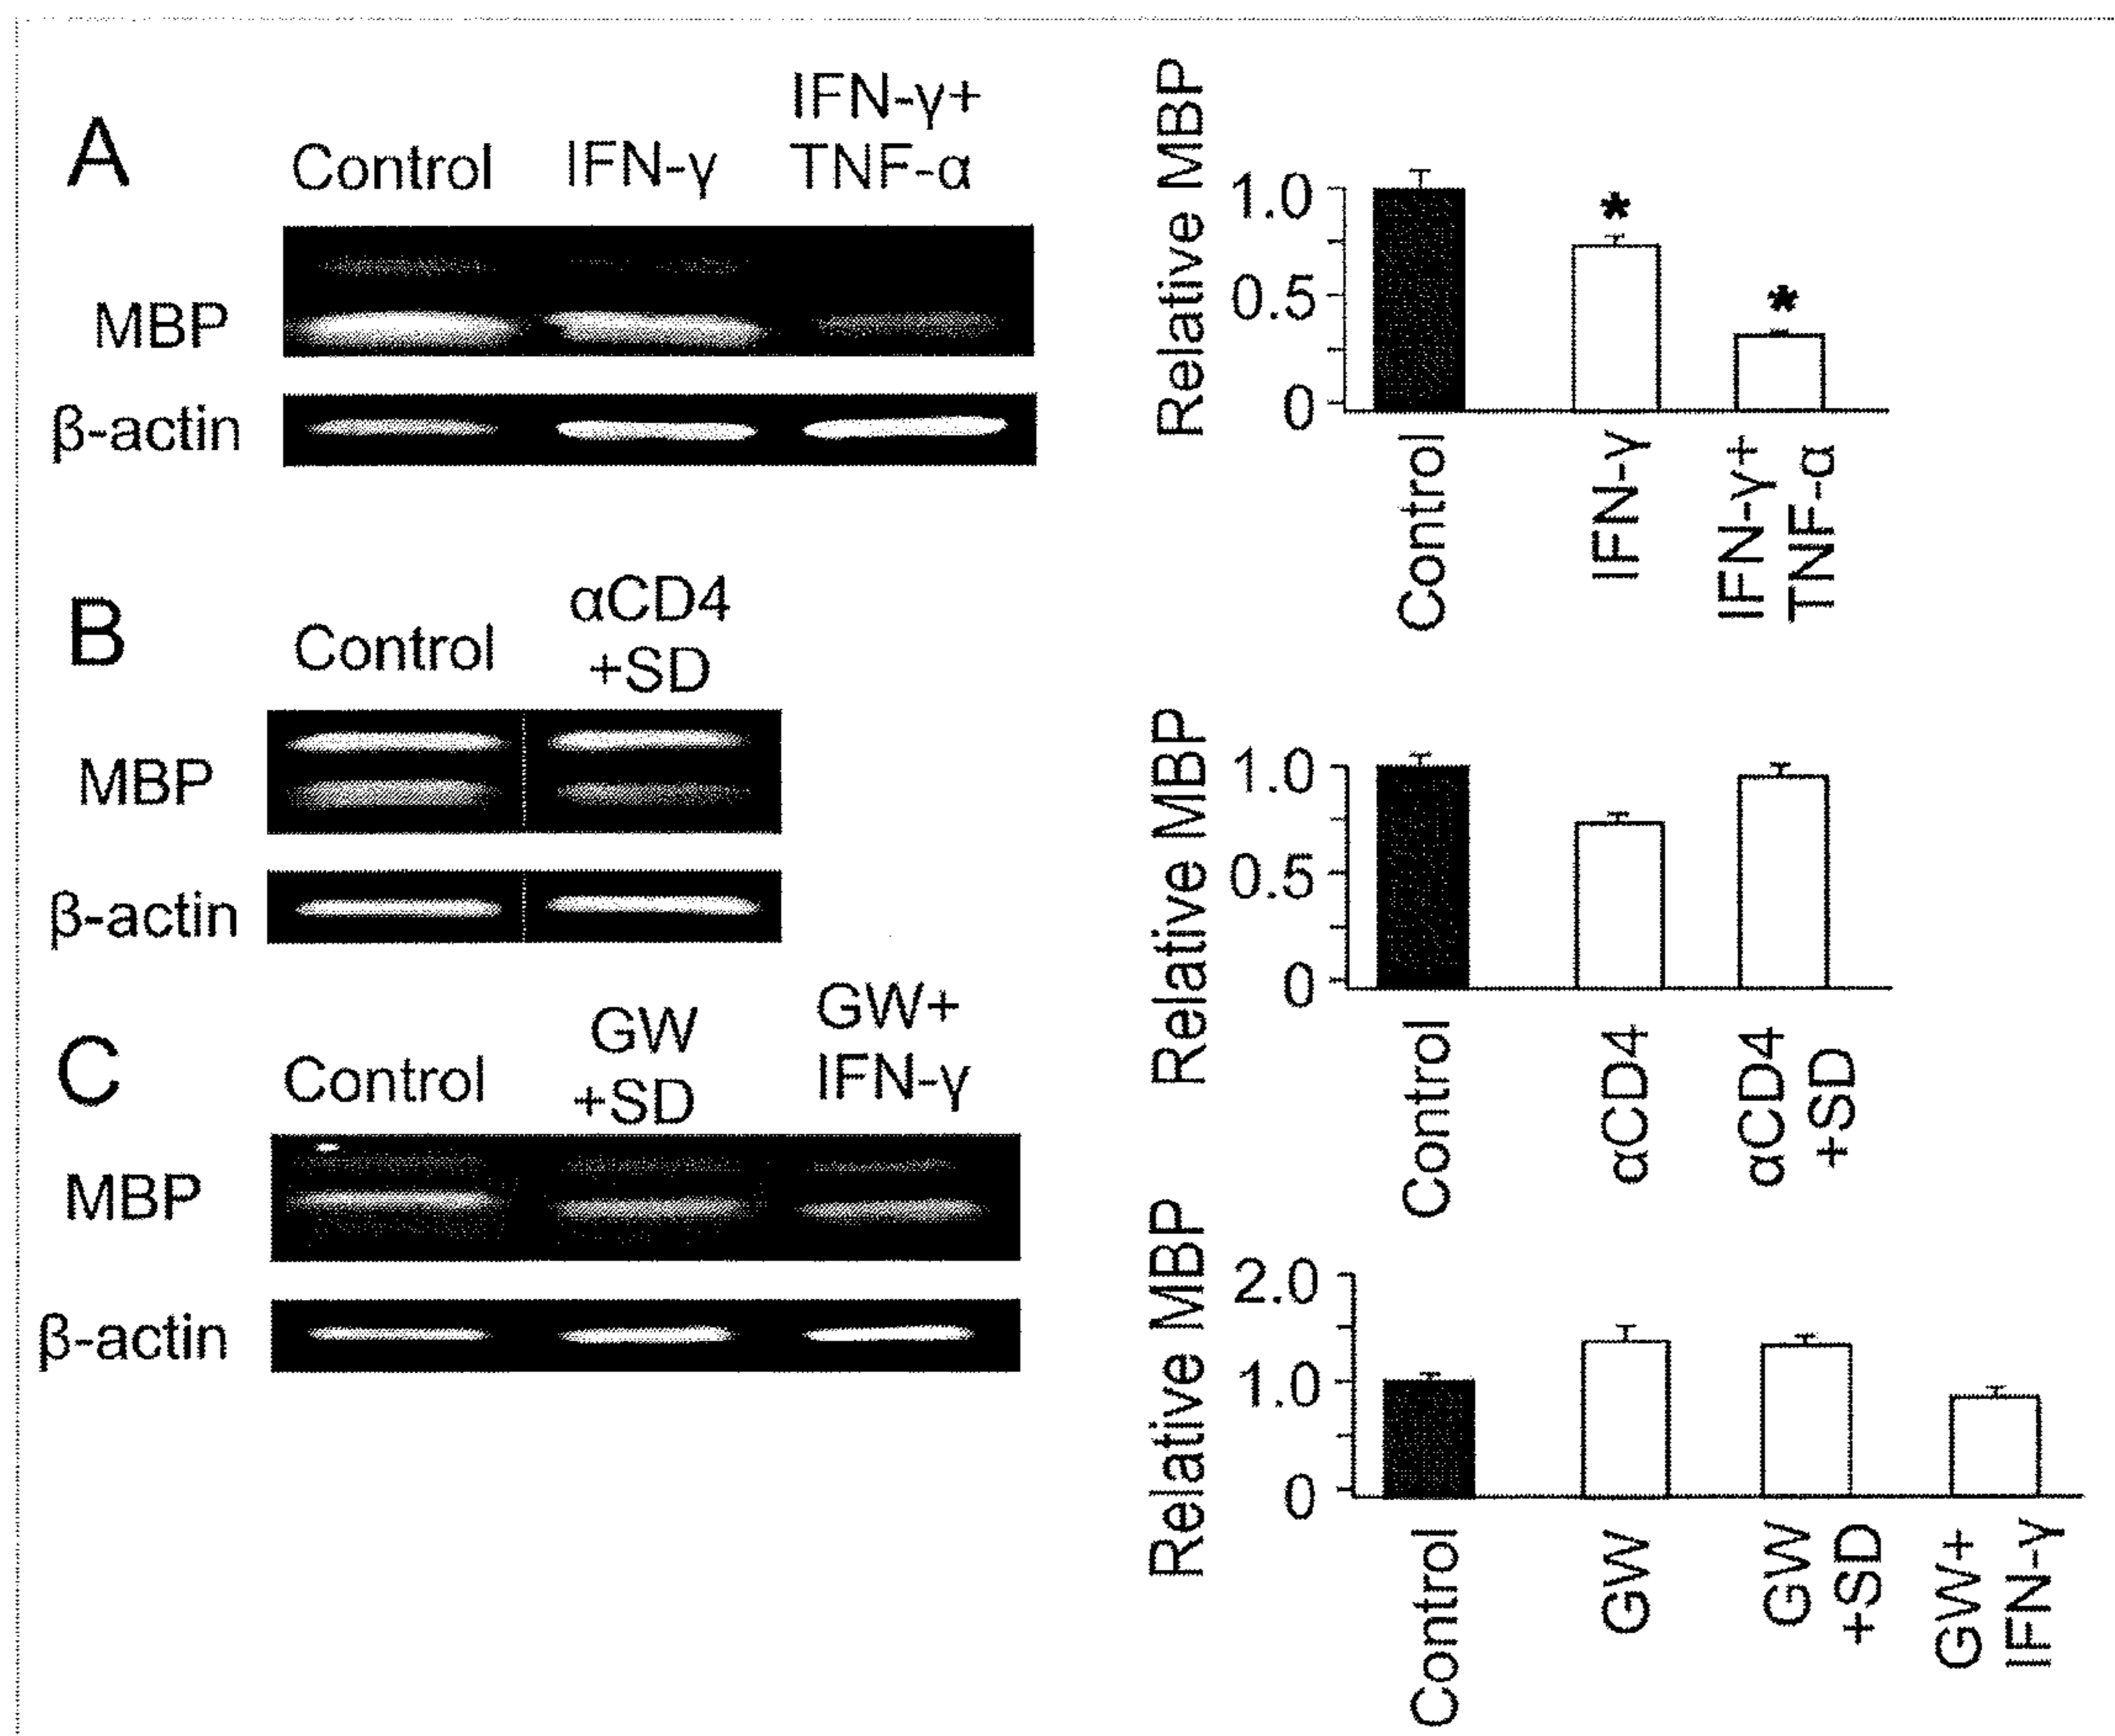 A
Control
IFN-γ
IFN-γ+
TNF-α
MBP
β-actin
Relative MBP
1.0
0.5
0
*
*
Control
IFN-γ
IFN-γ+
TNF-α
B
Control
αCD4
+SD
MBP
β-actin
Relative MBP
1.0
0.5
0
Control
αCD4
αCD4
+SD
C
Control
GW
+SD
GW+
IFN-γ
MBP
β-actin
Relative MBP
2.0
1.0
0
Control
GW
GW
+SD
GW+
IFN-γ